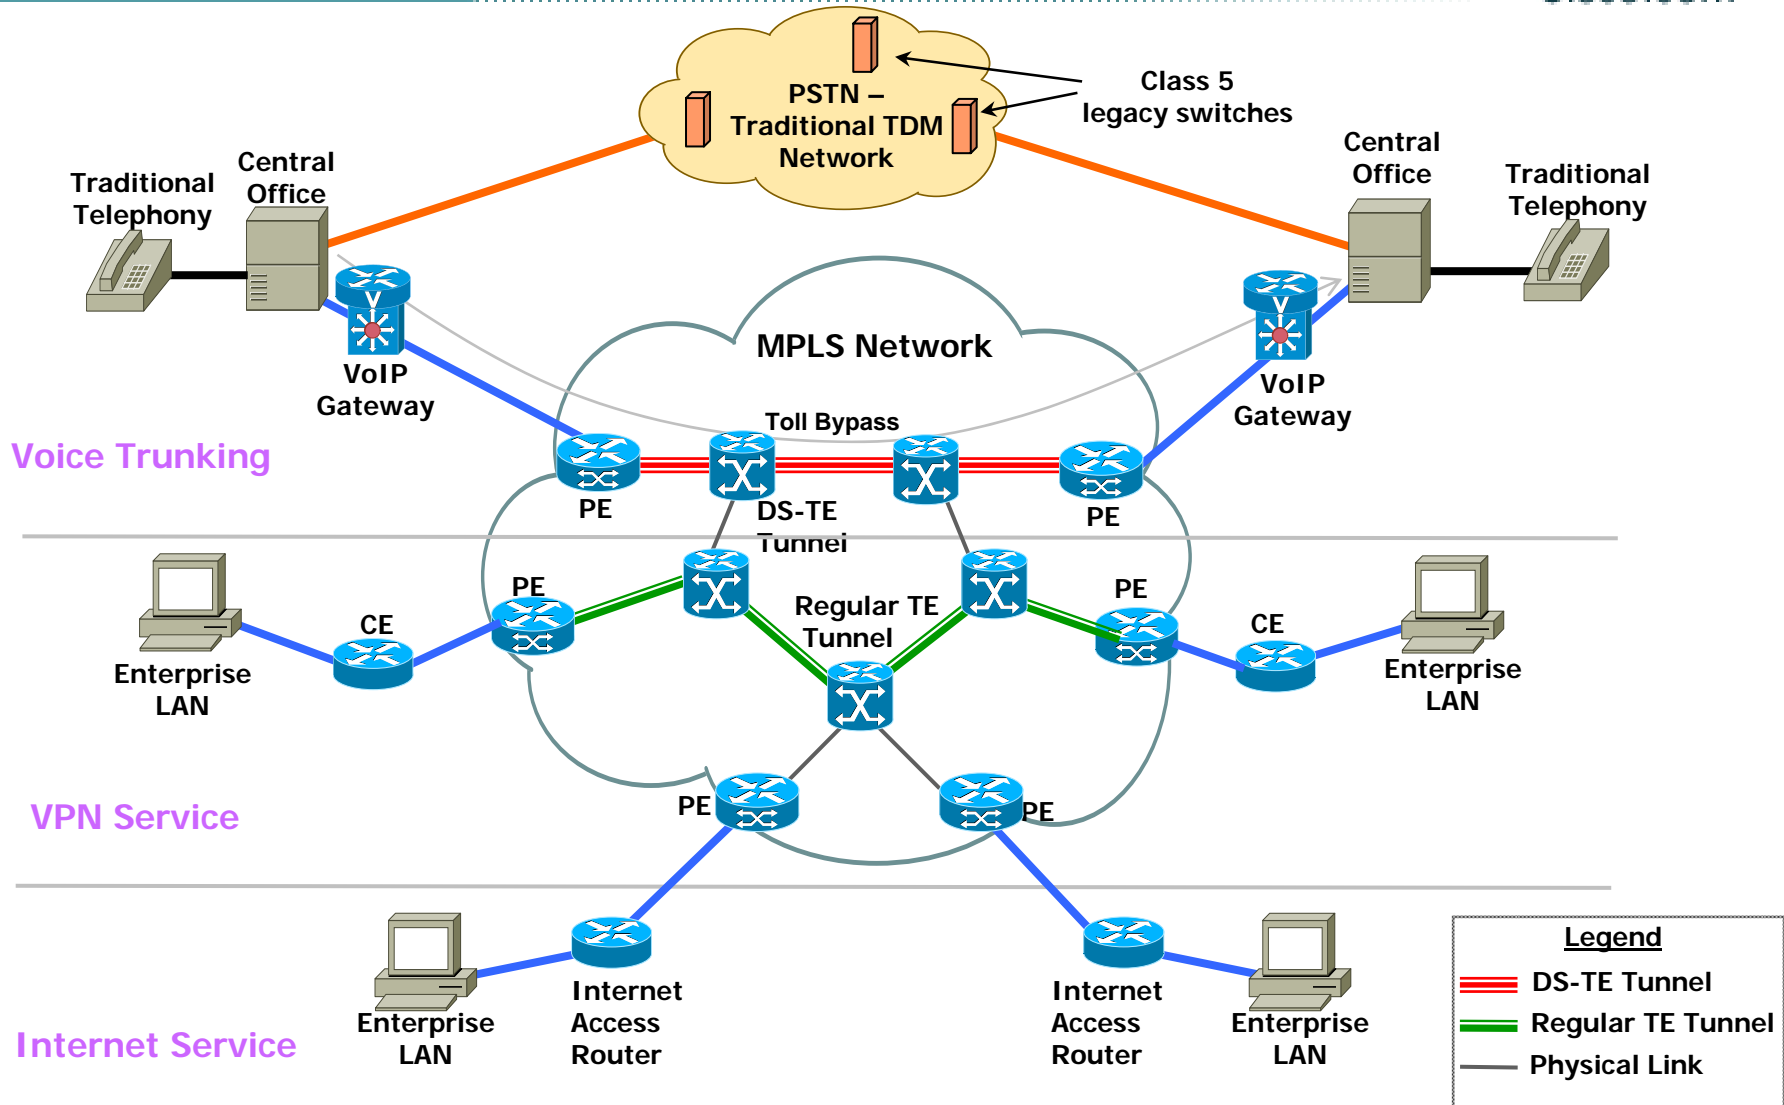 PSTN –
Traditional TDM
Network
Class 5
legacy switches
Traditional
Telephony
Central
Office
Central
Office
Traditional
Telephony
V
VoIP
Gateway
MPLS Network
V
VoIP
Gateway
Toll Bypass
Voice Trunking
PE
DS-TE
Tunnel
PE
Enterprise
LAN
CE
PE
Regular TE
Tunnel
PE
CE
Enterprise
LAN
VPN Service
PE
PE
Internet Service
Enterprise
LAN
Internet
Access
Router
Internet
Access
Router
Enterprise
LAN
Legend
DS-TE Tunnel
Regular TE Tunnel
Physical Link